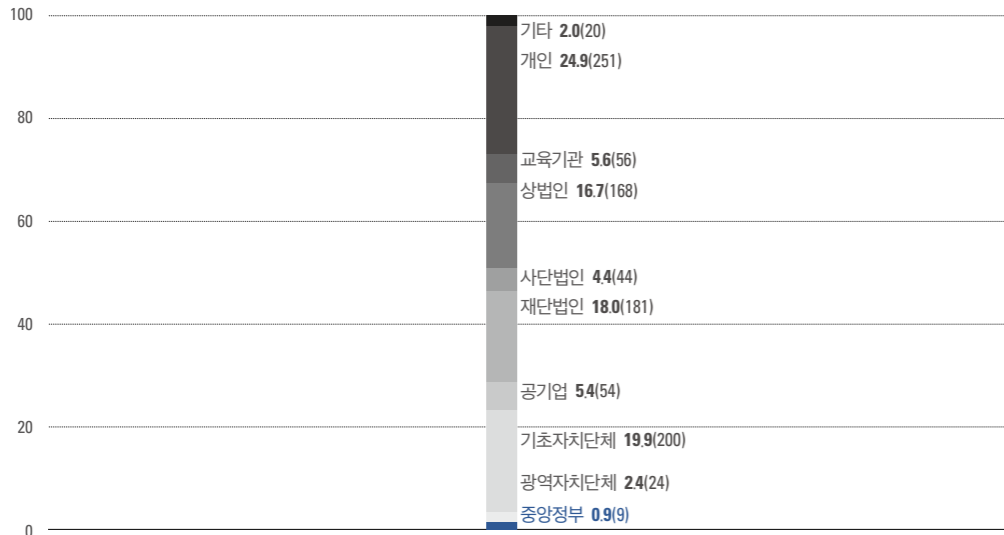 100
기타 2.0(20)
개인 24.9(251)
80
교육기관 5.6(56)
상법인 16.7(168)
60
사단법인 4.4(44)
재단법인 18.0(181)
40
공기업 5.4(54)
20
기초자치단체 19.9(200)
광역자치단체 2.4(24)
중앙정부 0.9(9)
0